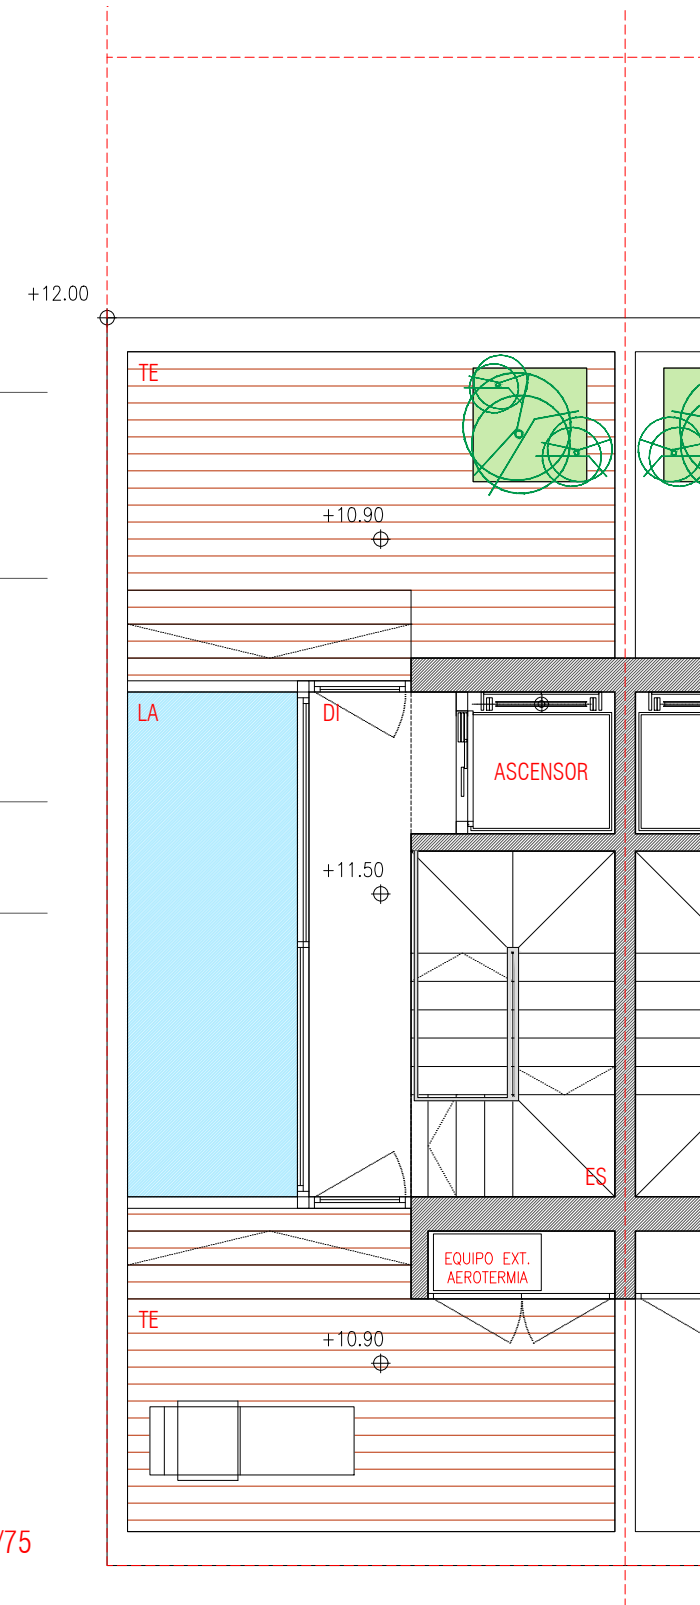 +12.00
TE
+10.90
LA
DI
ASCENSOR
+11.50
ES
EQUIPO EXT.
AEROTERMIA
TE
+10.90
/75